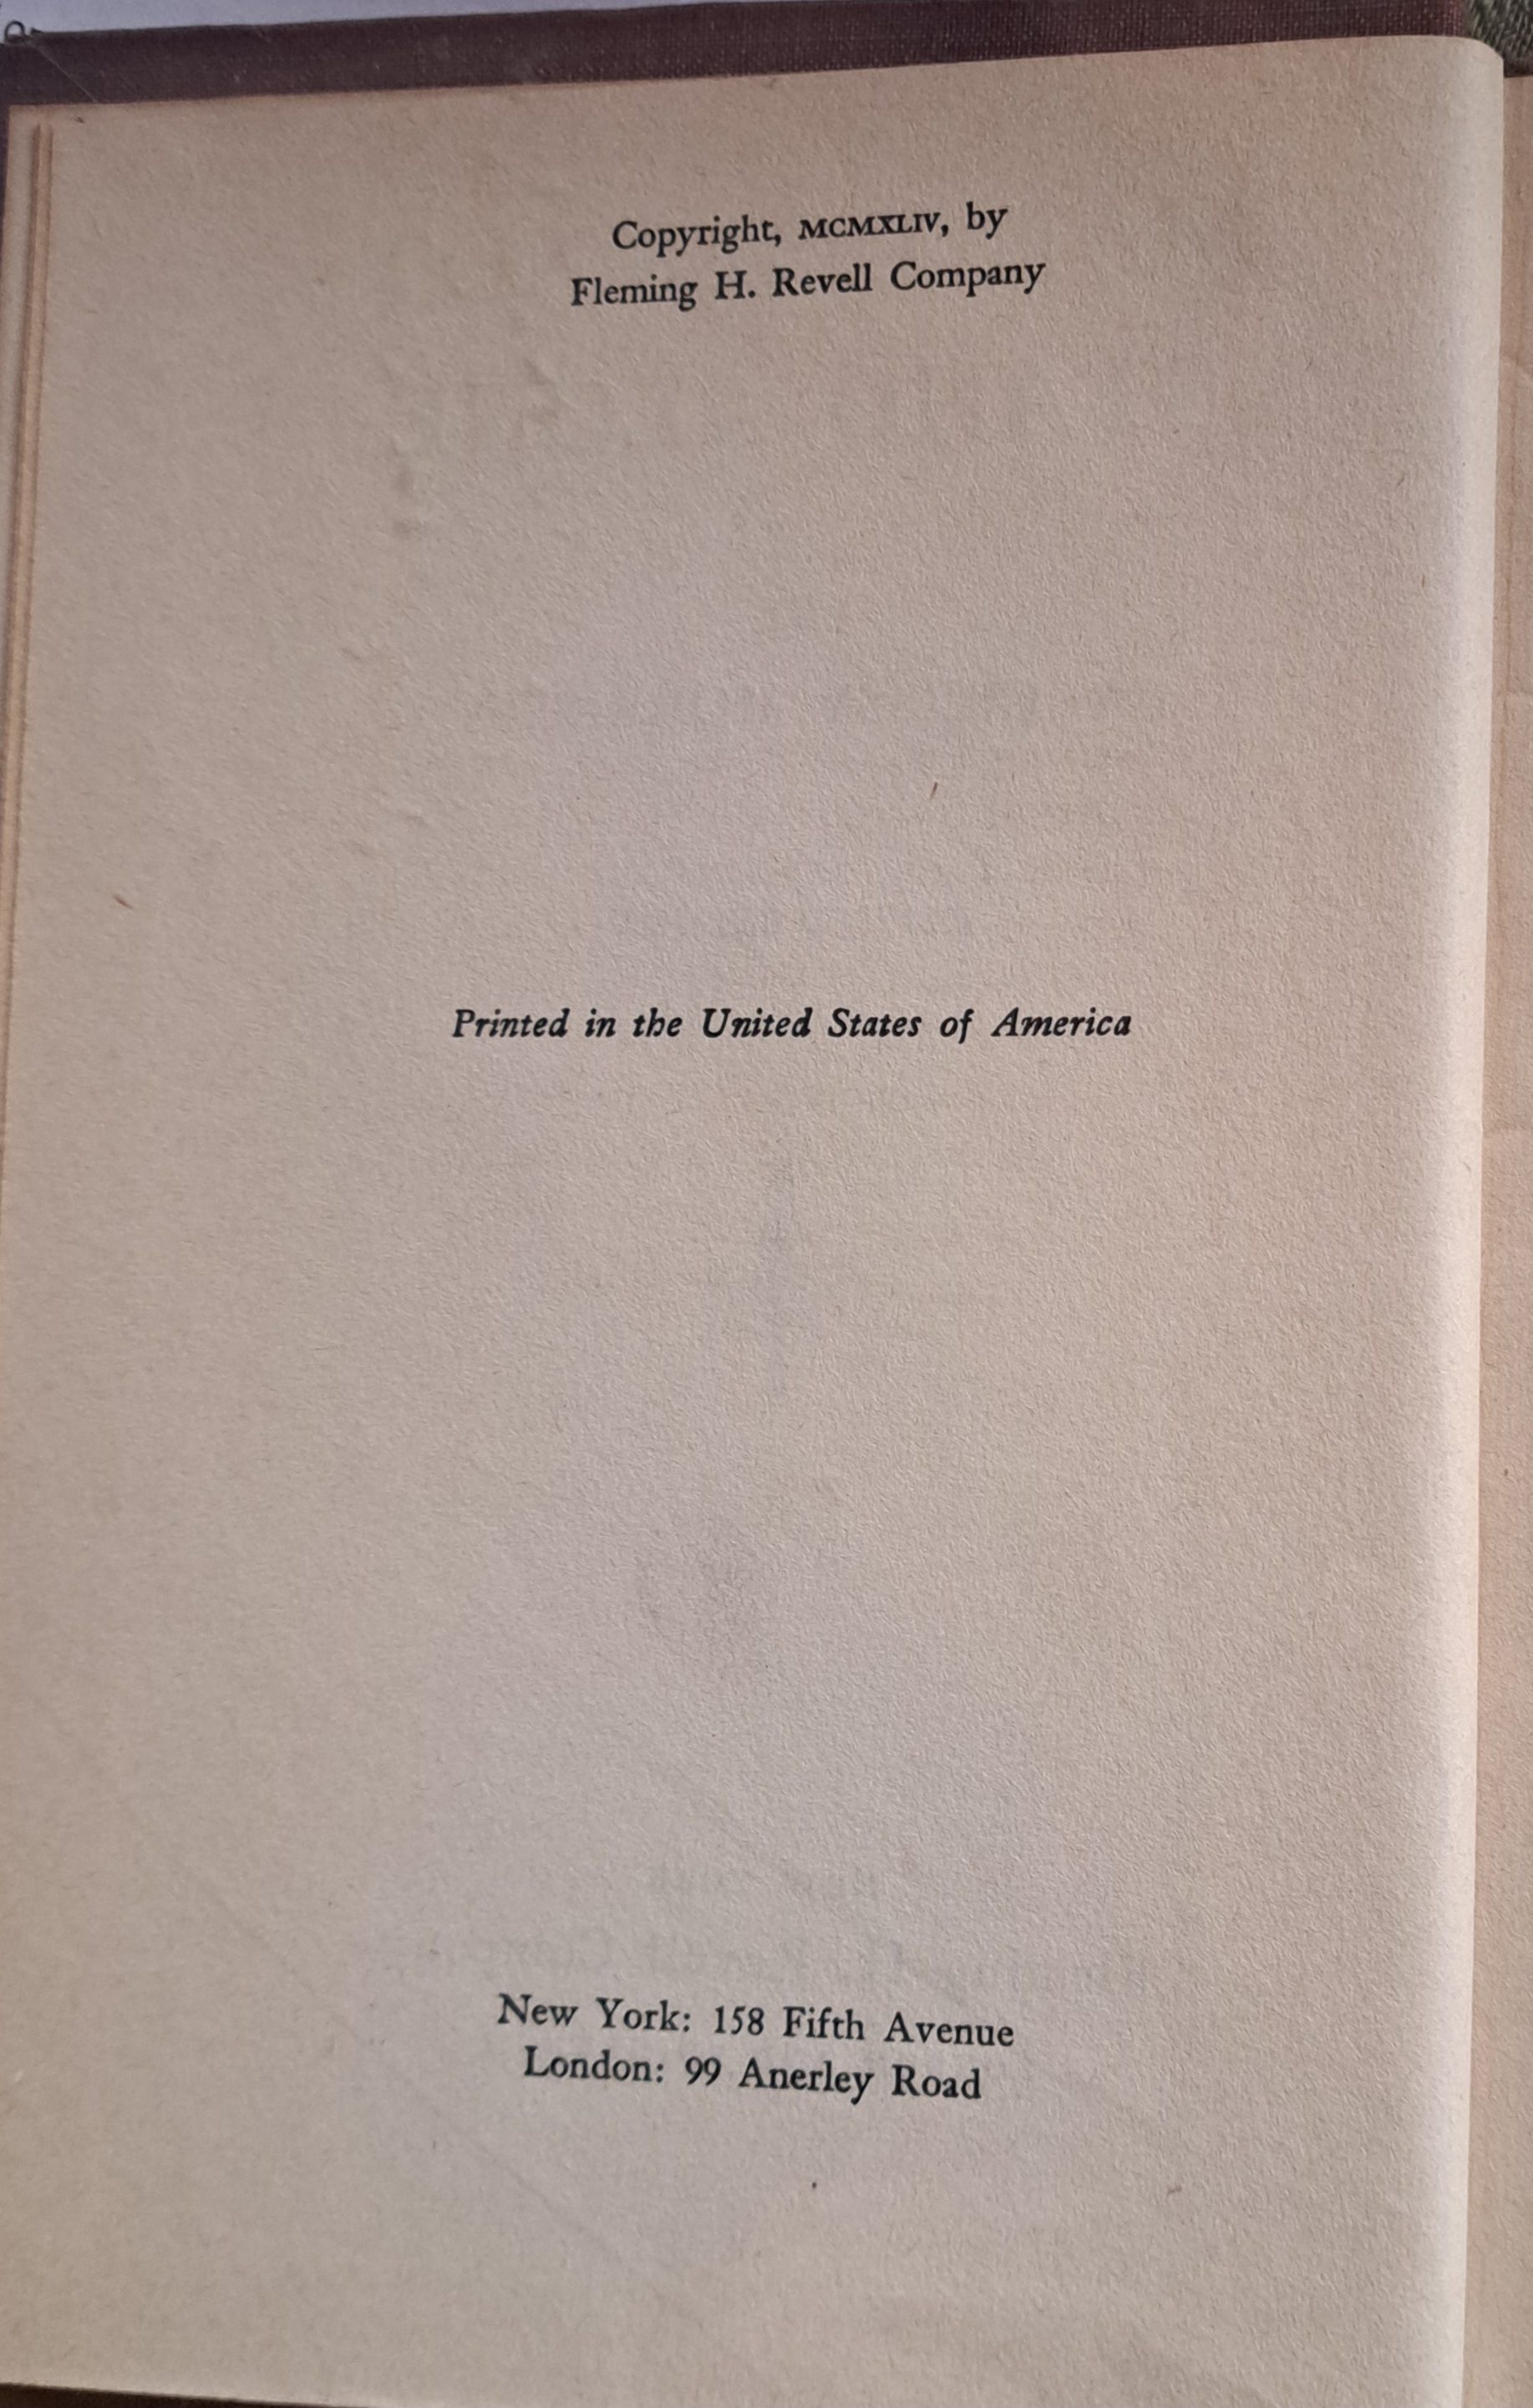 Copyright, MCMXLIV, by
Fleming H. Revell Company
Printed in the United States of America
New York: 158 Fifth Avenue
London: 99 Anerley Road